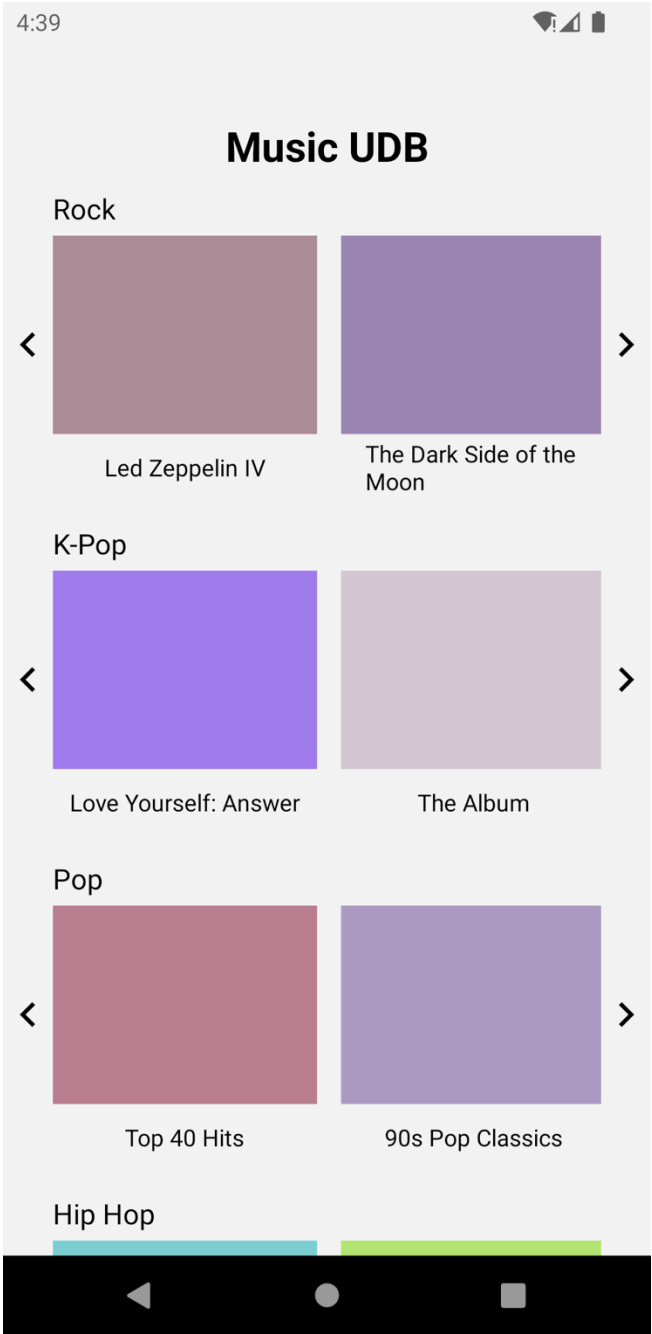 4:39
Music UDB
Rock
Led Zeppelin IV
The Dark Side of the
Moon
K-Pop
Love Yourself: Answer
The Album
Pop
Top 40 Hits
90s Pop Classics
Hip Hop